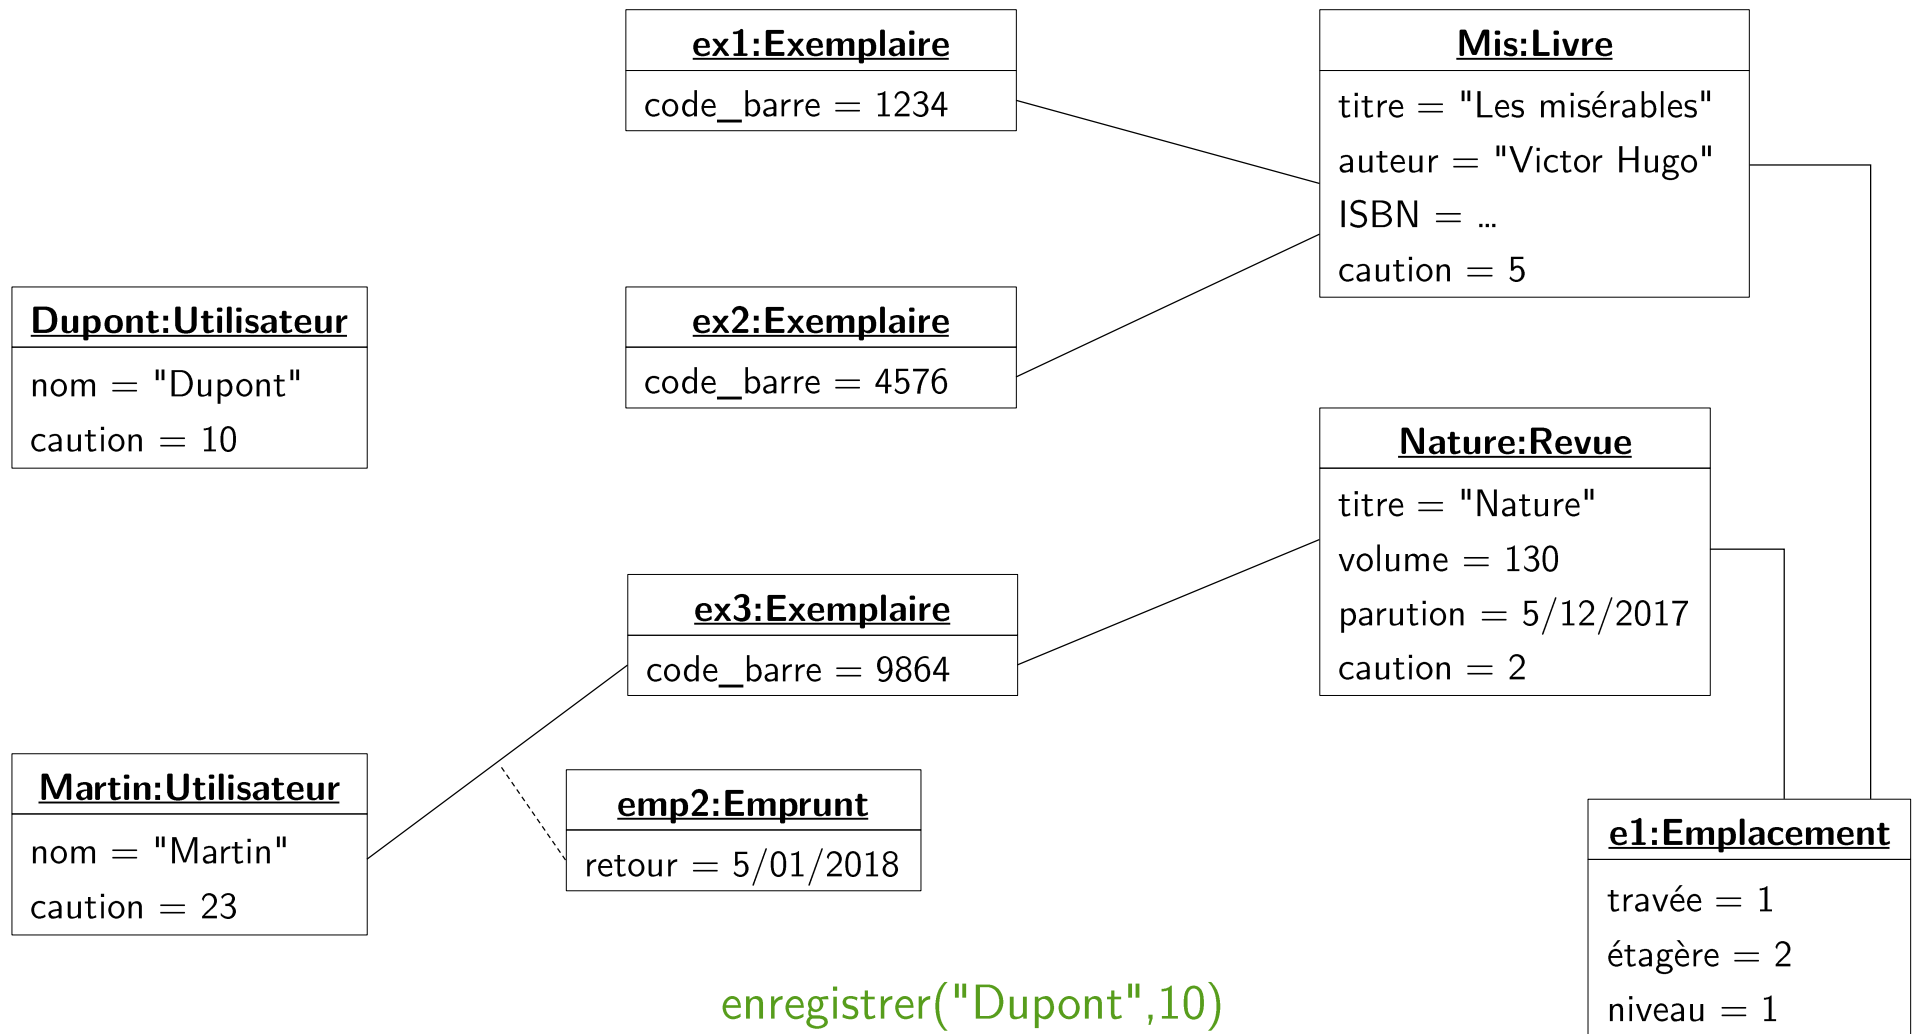 ex1:Exemplaire
code_barre = 1234
Mis:Livre
titre = "Les misérables"
auteur = "Victor Hugo"
ISBN = ...
caution = 5
Dupont:Utilisateur
nom = "Dupont"
caution = 10
ex2:Exemplaire
code_barre = 4576
Nature:Revue
titre = "Nature"
volume = 130
parution = 5/12/2017
caution = 2
ex3:Exemplaire
code_barre = 9864
Martin:Utilisateur
nom = "Martin"
caution = 23
emp2:Emprunt
retour = 5/01/2018
e1:Emplacement
travée = 1
étagère = 2
niveau = 1
enregistrer("Dupont",10)